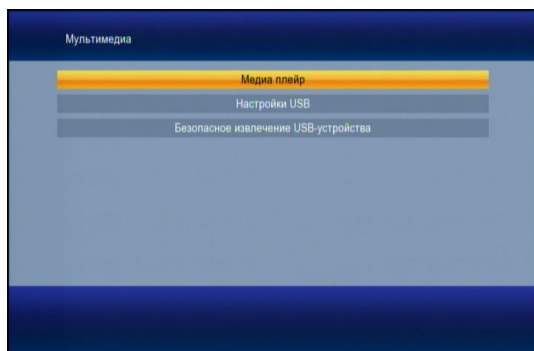 Мультимедиа
Медиа плейр
Настройки USB
Безопасное извлечение USB-устройства